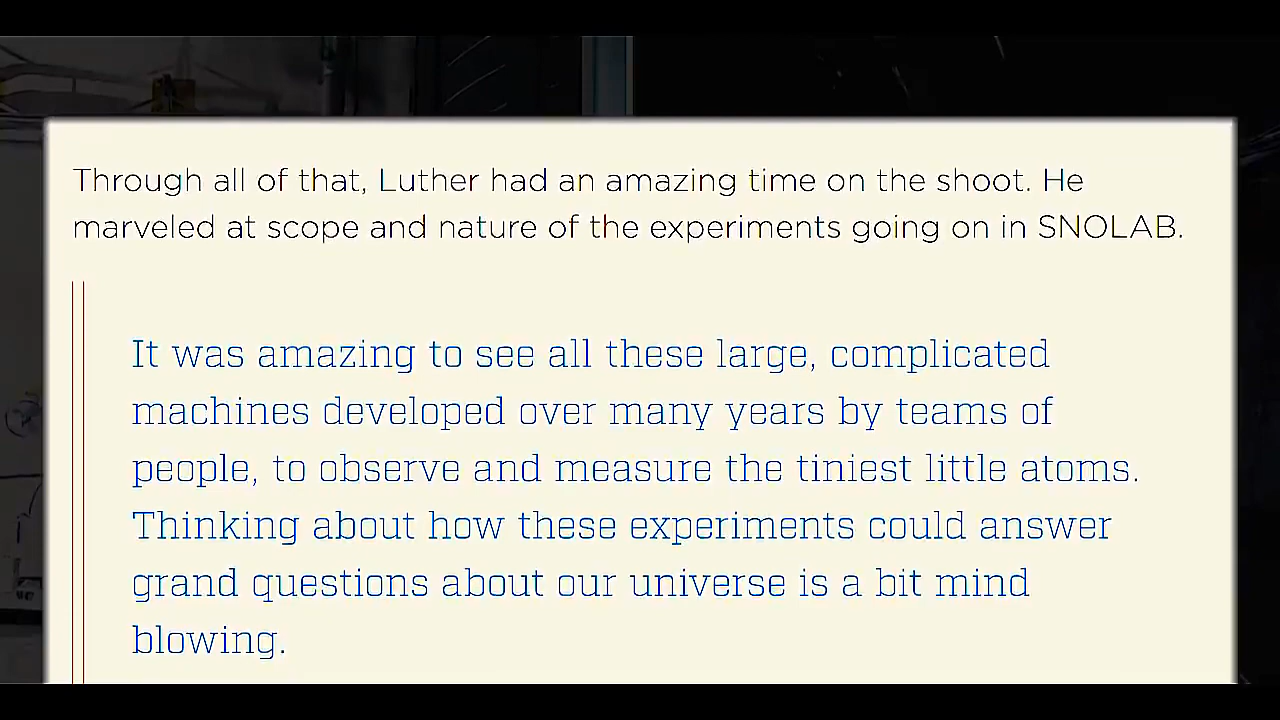 Through all of that, Luther had an amazing time on the shoot. He
marveled at scope and nature of the experiments going on in SNOLAB.
It was amazing to see all these large, complicated
machines developed over many years by teams of
people, to observe and measure the tiniest little atoms.
Thinking about how these experiments could answer
grand questions about our universe is a bit mind
blowing.